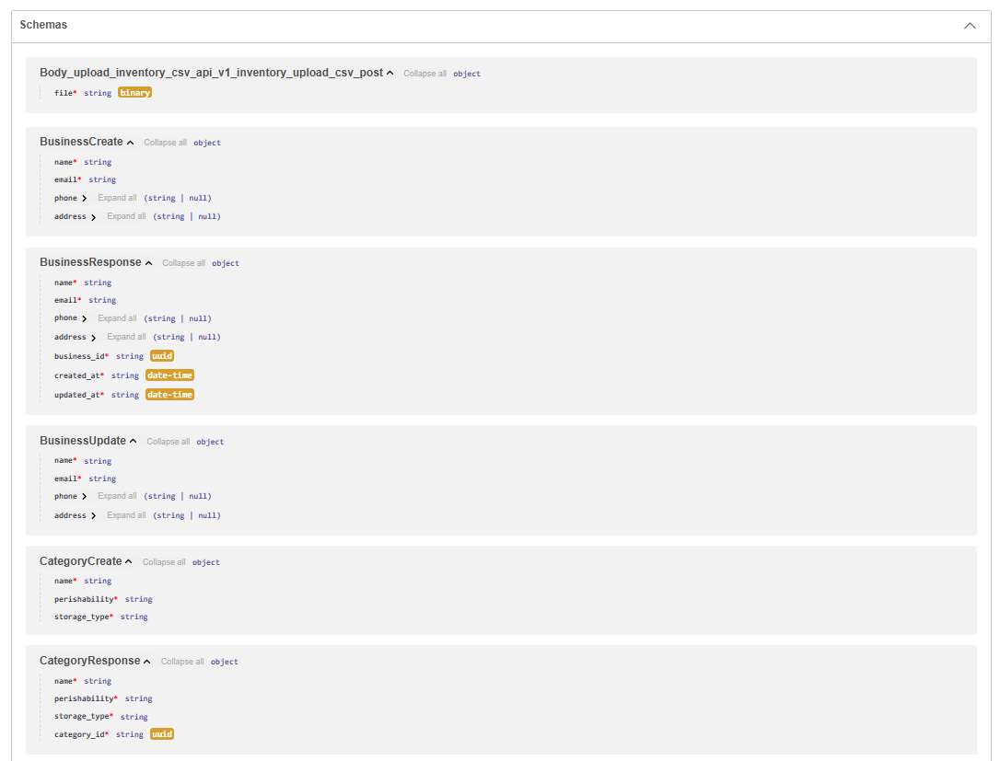 Schemas
Body_upload_inventory_csv_api_v1_inventory_upload_csv_post Collapse all object
file* string binary
BusinessCreate Collapse all object
name* string
email* string
phone Expand all (string | null)
address Expand all (string | null)
BusinessResponse Collapse all object
name* string
email* string
phone Expand all (string | null)
address Expand all (string | null)
business_id* string uuid
created_at* string date-time
updated_at* string date-time
BusinessUpdate Collapse all object
name* string
email* string
phone Expand all (string | null)
address Expand all (string | null)
CategoryCreate Collapse all object
name* string
perishability* string
storage_type* string
CategoryResponse Collapse all object
name* string
perishability* string
storage_type* string
category_id* string uuid